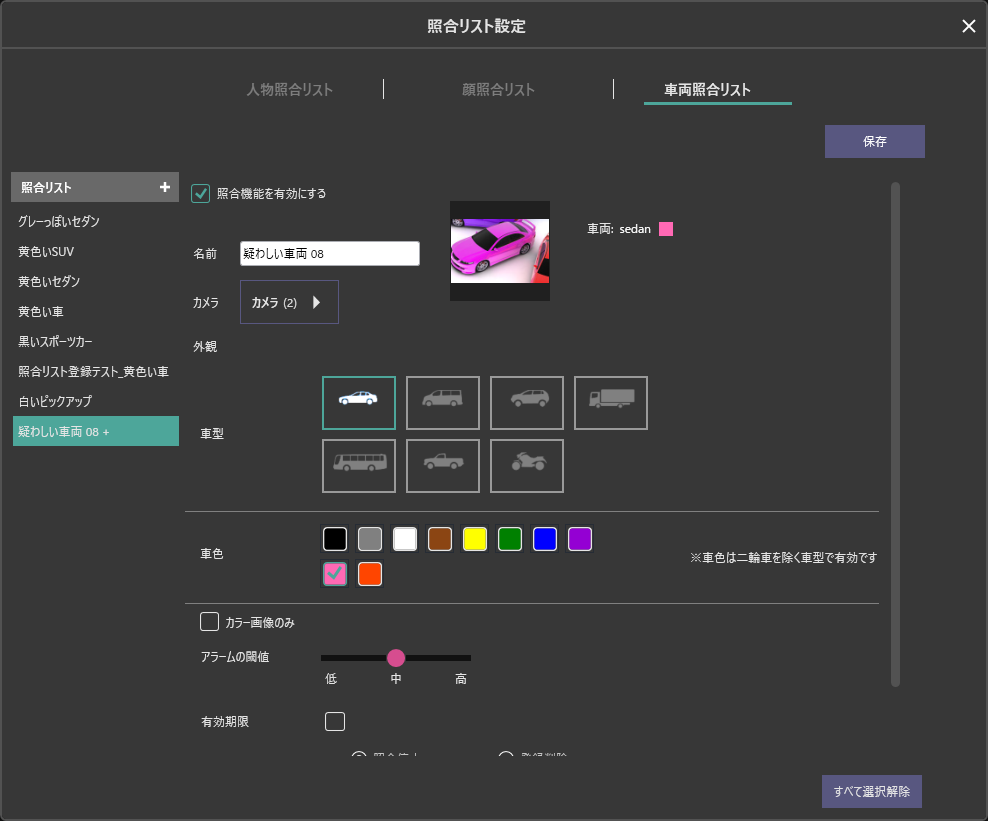 照合リスト設定
人物照合リスト
顔照合リスト
車両照合リスト
保存
照合リスト
グレーっぽいセダン
黄色いSUV
黄色いセダン
黄色い車
黒いスポーツカー
照合リスト登録テスト_黄色い車
白いピックアップ
疑わしい車両 08 +
照合機能を有効にする
名前
疑わしい車両 08
車両: sedan
カメラ
カメラ (2)
外観
車型
車色
※車色は二輪車を除く車型で有効です
カラー画像のみ
アラームの閾値
低 中 高
有効期限
照合停止
登録削除
すべて選択解除